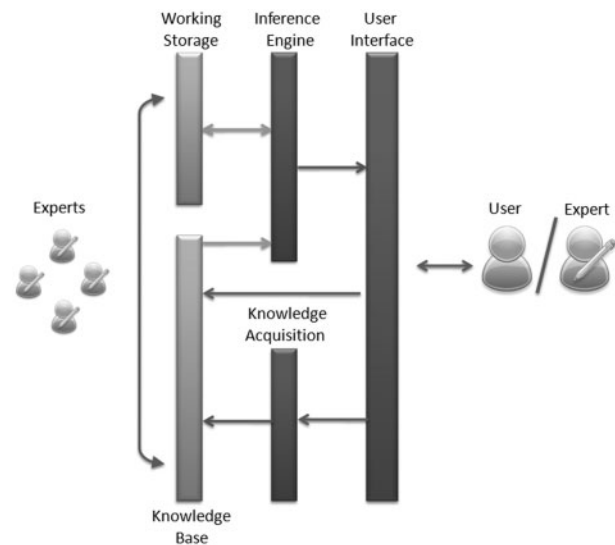 Working
Storage
Inference
Engine
User
Interface
Experts
User
Expert
Knowledge
Acquisition
Knowledge
Base